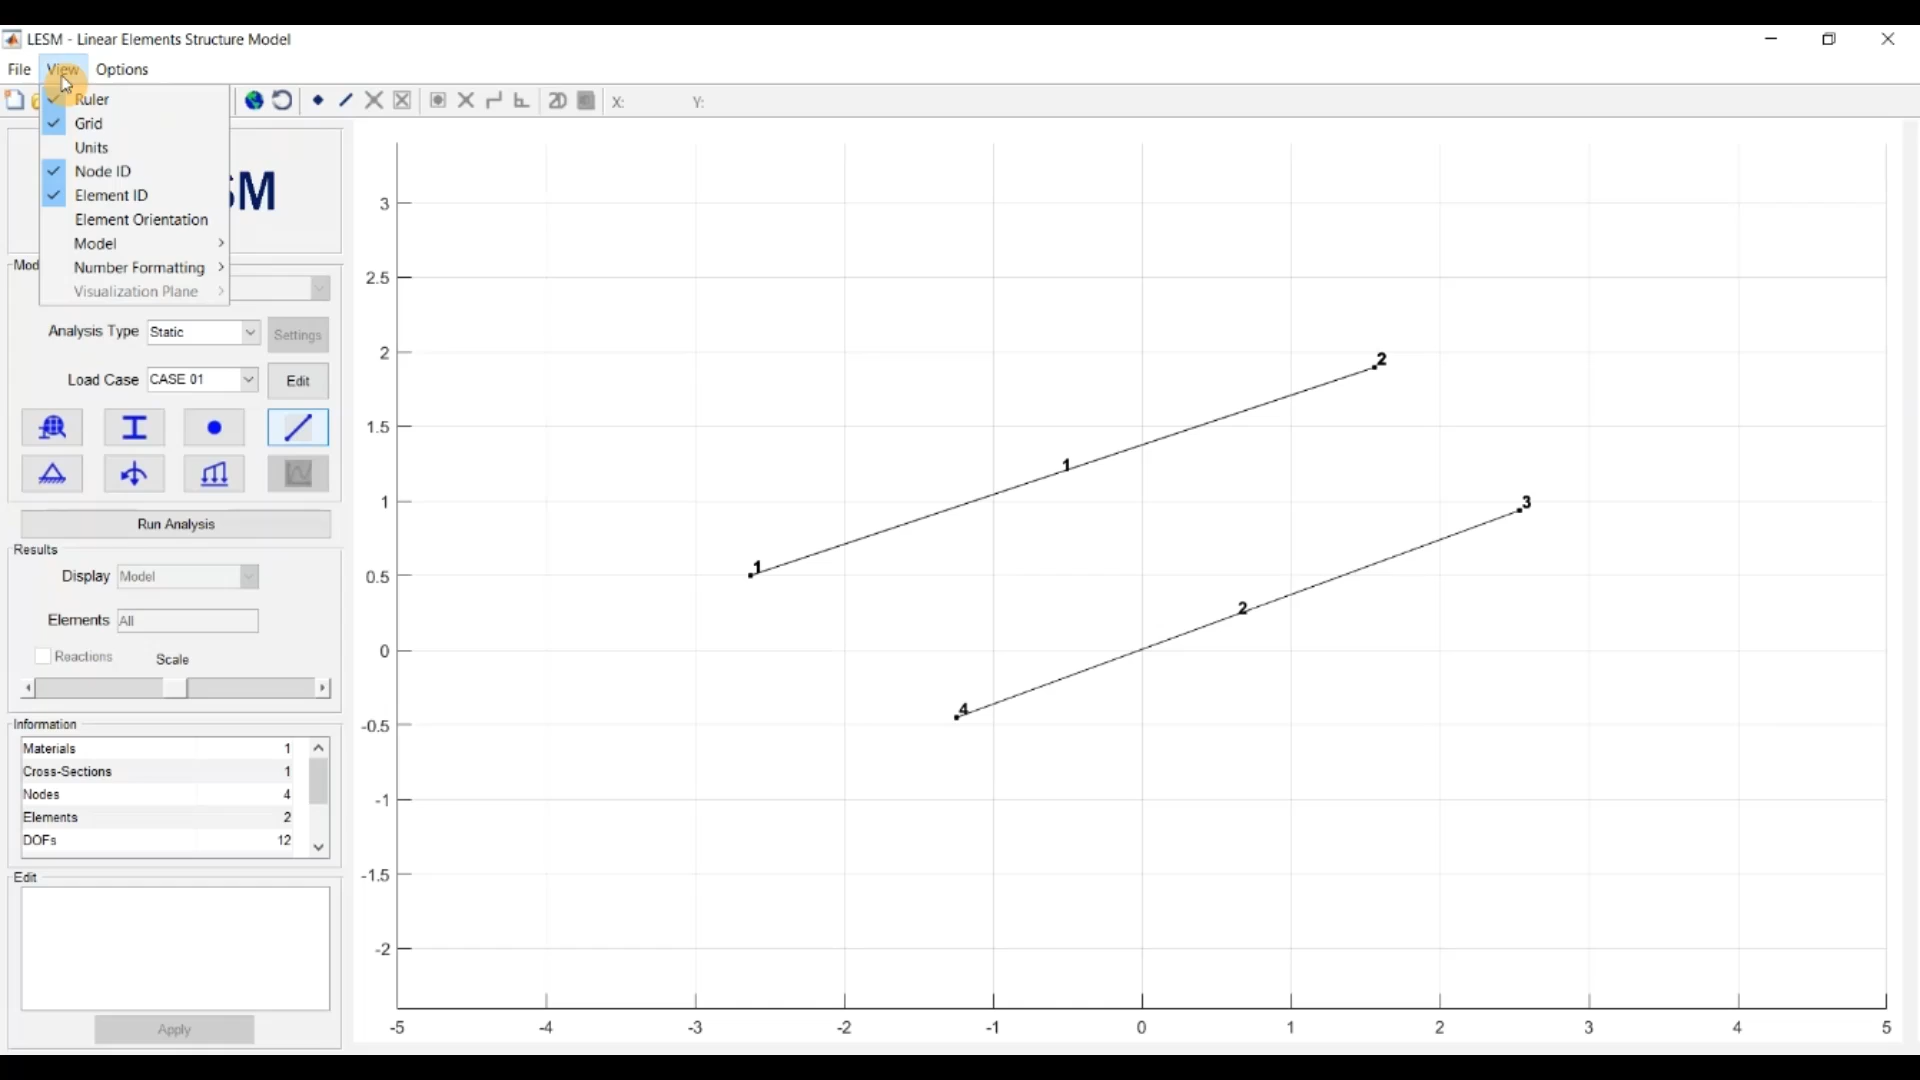 LESM - Linear Elements Structure Model
File View Options
Ruler
Grid
Units
Node ID
Element ID
Element Orientation
Model
Number Formatting
Visualization Plane
2D
X:
Y:
SM
Mod
Analysis Type Static Settings
Load Case CASE 01 Edit
Run Analysis
Results
Display Model
Elements All
Reactions Scale
Information
Materials 1
Cross-Sections 1
Nodes 4
Elements 2
DOFs 12
Edit
Apply
3
2.5
2
1.5
1
0.5
0
-0.5
-1
-1.5
-2
2
1
3
1
2
4
-5 -4 -3 -2 -1 0 1 2 3 4 5